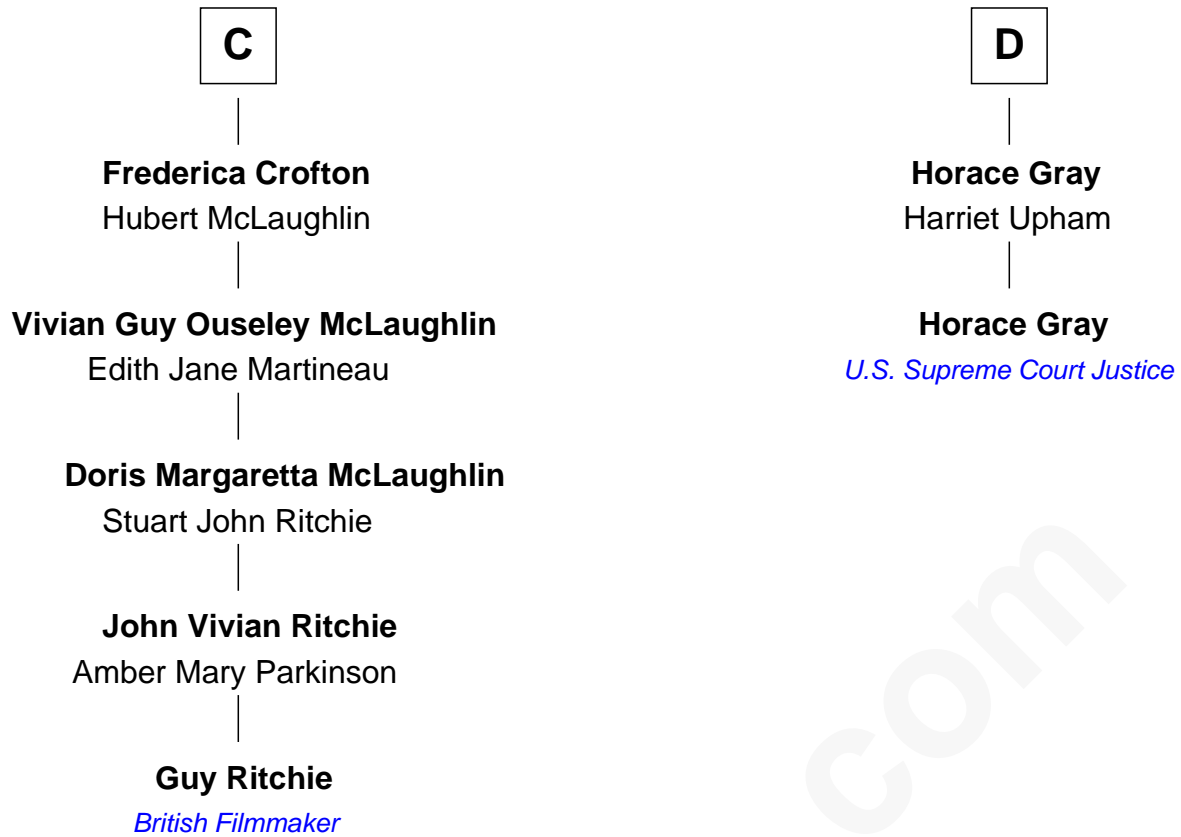 C
Frederica Crofton
Hubert McLaughlin
Vivian Guy Ouseley McLaughlin
Edith Jane Martineau
Doris Margaretta McLaughlin
Stuart John Ritchie
John Vivian Ritchie
Amber Mary Parkinson
Guy Ritchie
British Filmmaker
D
Horace Gray
Harriet Upham
Horace Gray
U.S. Supreme Court Justice
com